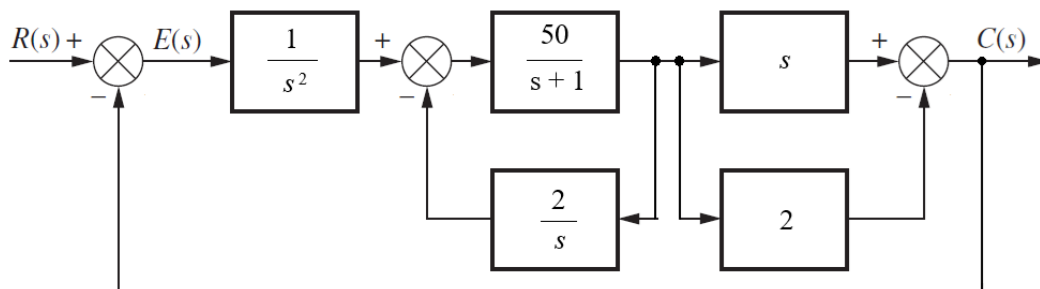 R(s) + E(s) 1 + 50 s + C(s)
− s² − s + 1 −
2 2
s